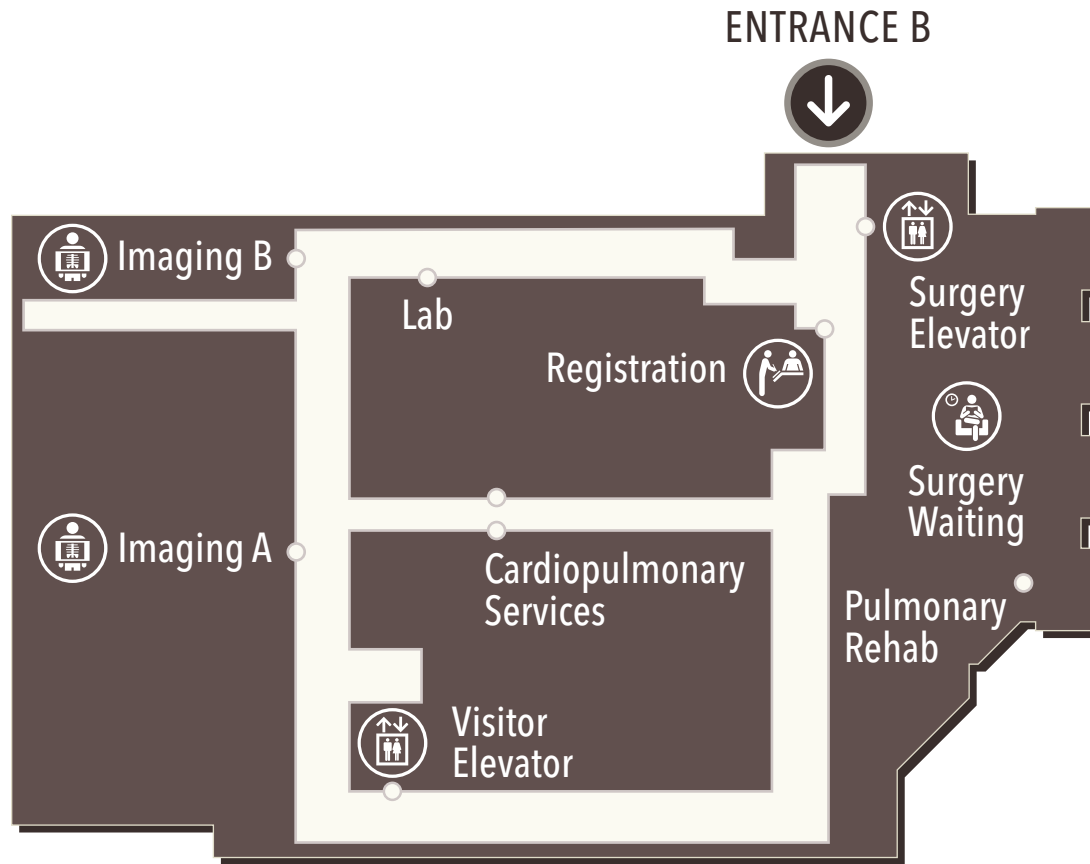 ENTRANCE B
Imaging B
Lab
Surgery
Elevator
Registration
Surgery
Waiting
Imaging A
Cardiopulmonary
Services
Pulmonary
Rehab
Visitor
Elevator